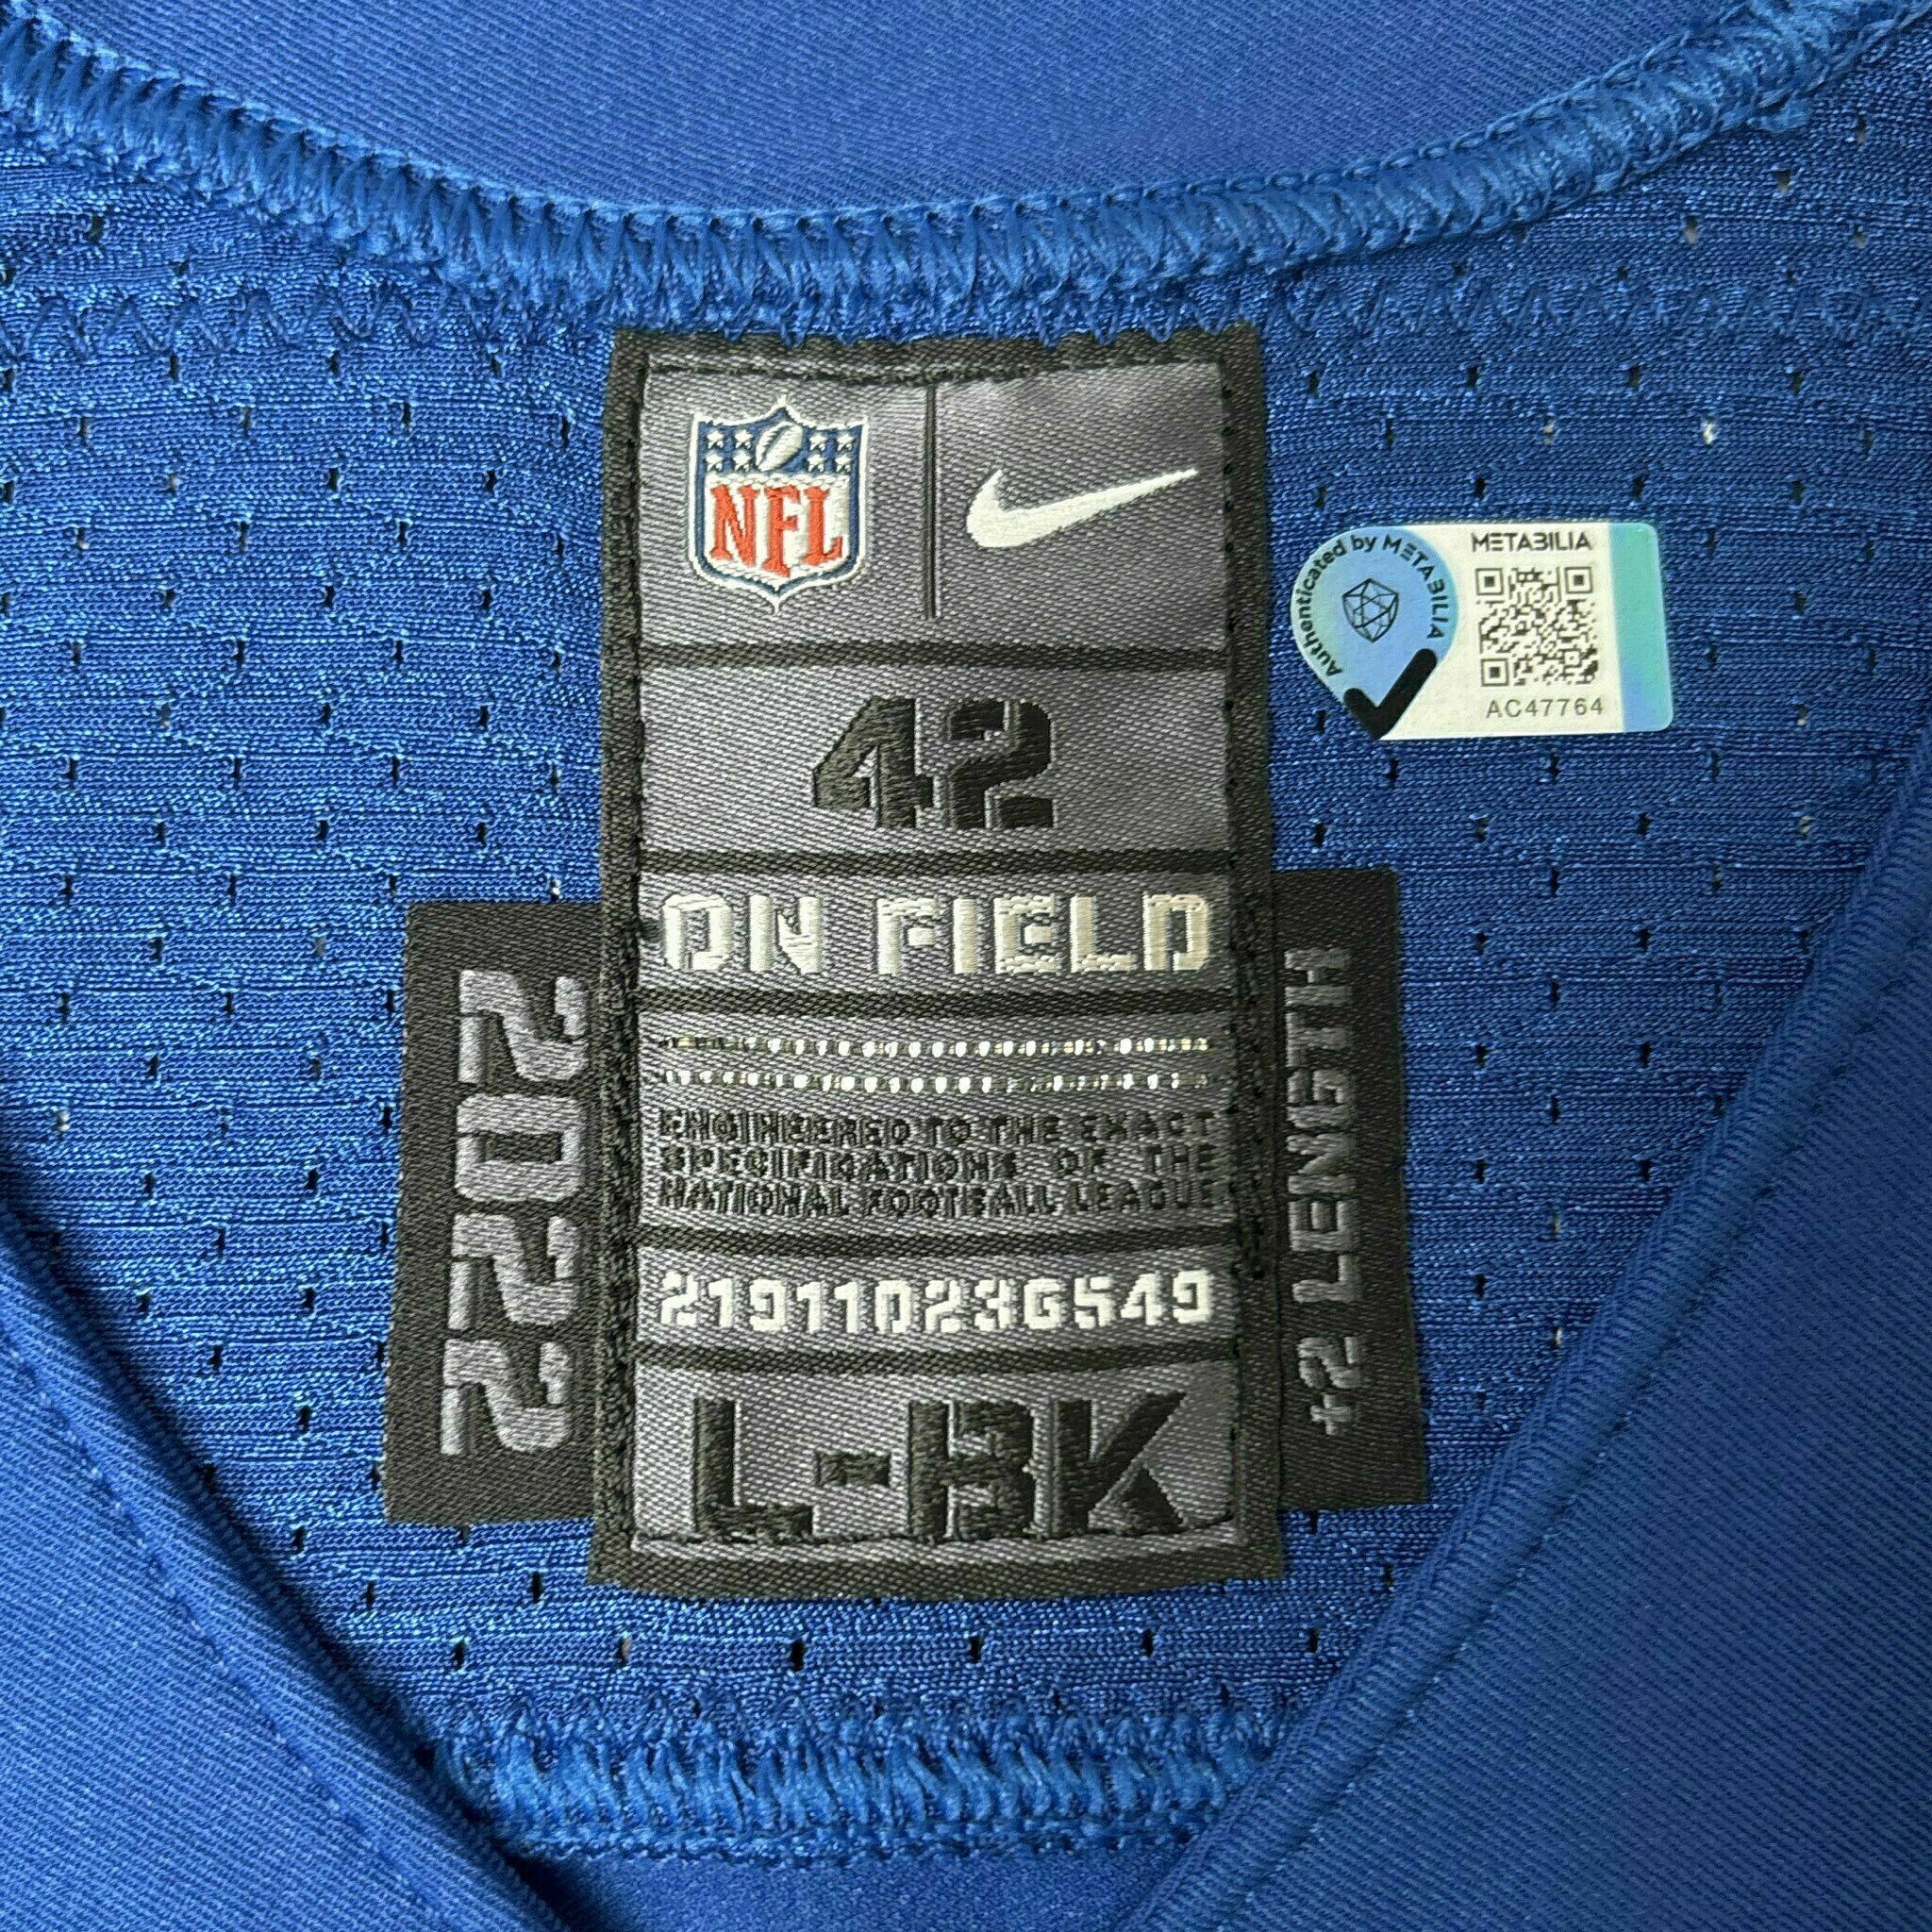 NFL
42
ON FIELD
ENGINEERED TO THE EXACT
SPECIFICATIONS OF THE
NATIONAL FOOTBALL LEAGUE
219110236549
L-BK
2022
+2 LENGTH
Authenticated by METABILIA
METABILIA
AC47764